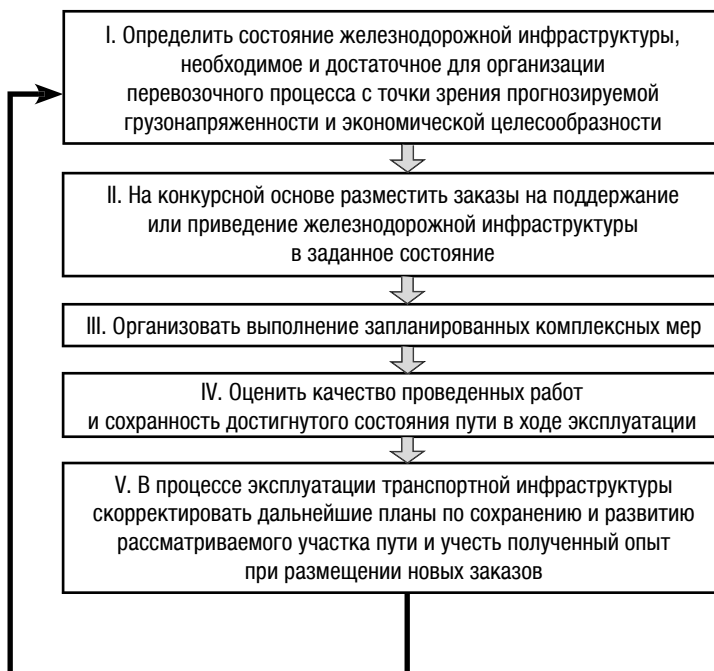 I. Определить состояние железнодорожной инфраструктуры,
необходимое и достаточное для организации
перевозочного процесса с точки зрения прогнозируемой
грузонапряженности и экономической целесообразности
II. На конкурсной основе разместить заказы на поддержание
или приведение железнодорожной инфраструктуры
в заданное состояние
III. Организовать выполнение запланированных комплексных мер
IV. Оценить качество проведенных работ
и сохранность достигнутого состояния пути в ходе эксплуатации
V. В процессе эксплуатации транспортной инфраструктуры
скорректировать дальнейшие планы по сохранению и развитию
рассматриваемого участка пути и учесть полученный опыт
при размещении новых заказов